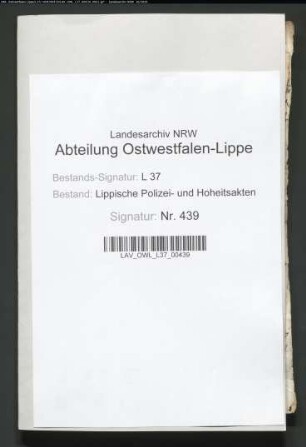 Landesarchiv NRW
Abteilung Ostwestfalen-Lippe
Bestands-Signatur: L 37
Bestand: Lippische Polizei- und Hoheitsakten
Signatur: Nr. 439
LAV_OWL_L37_00439